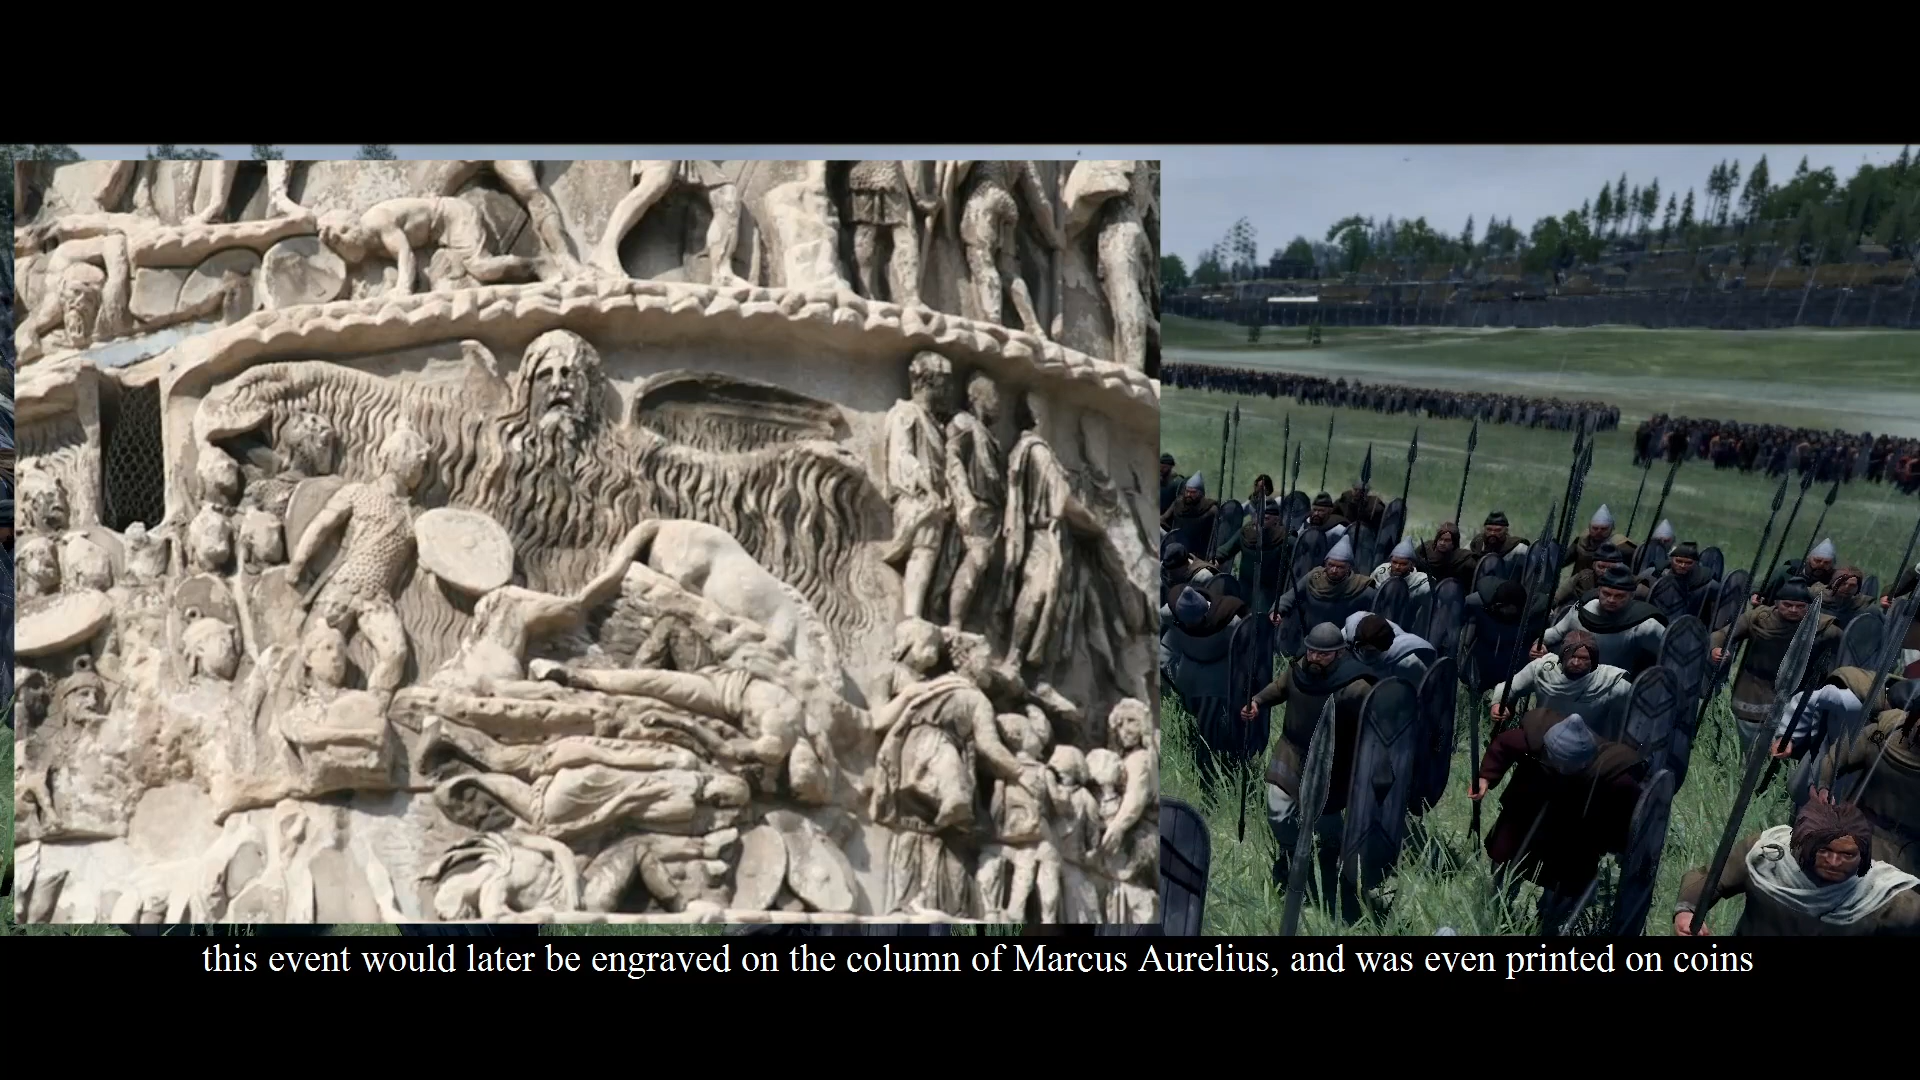 this event would later be engraved on the column of Marcus Aurelius, and was even printed on coins